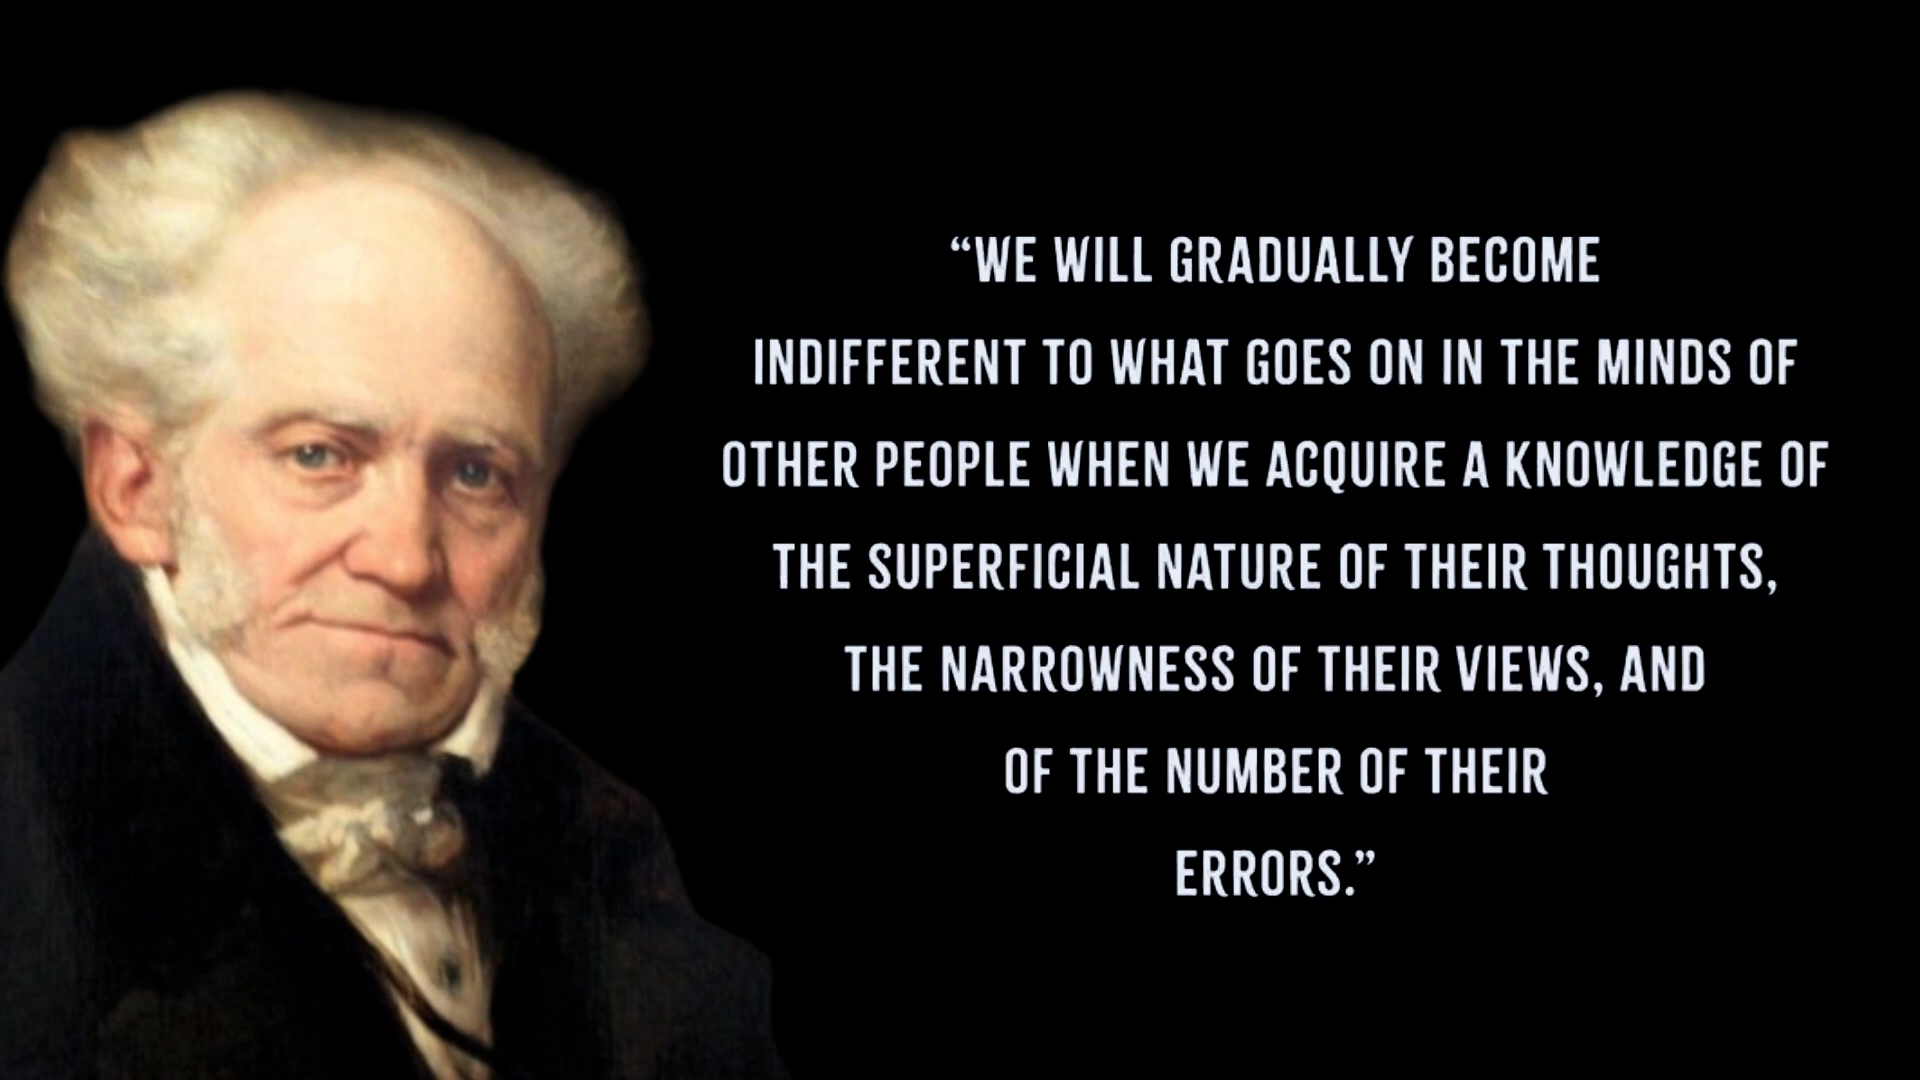 “WE WILL GRADUALLY BECOME
INDIFFERENT TO WHAT GOES ON IN THE MINDS OF
OTHER PEOPLE WHEN WE ACQUIRE A KNOWLEDGE OF
THE SUPERFICIAL NATURE OF THEIR THOUGHTS,
THE NARROWNESS OF THEIR VIEWS, AND
OF THE NUMBER OF THEIR
ERRORS.”